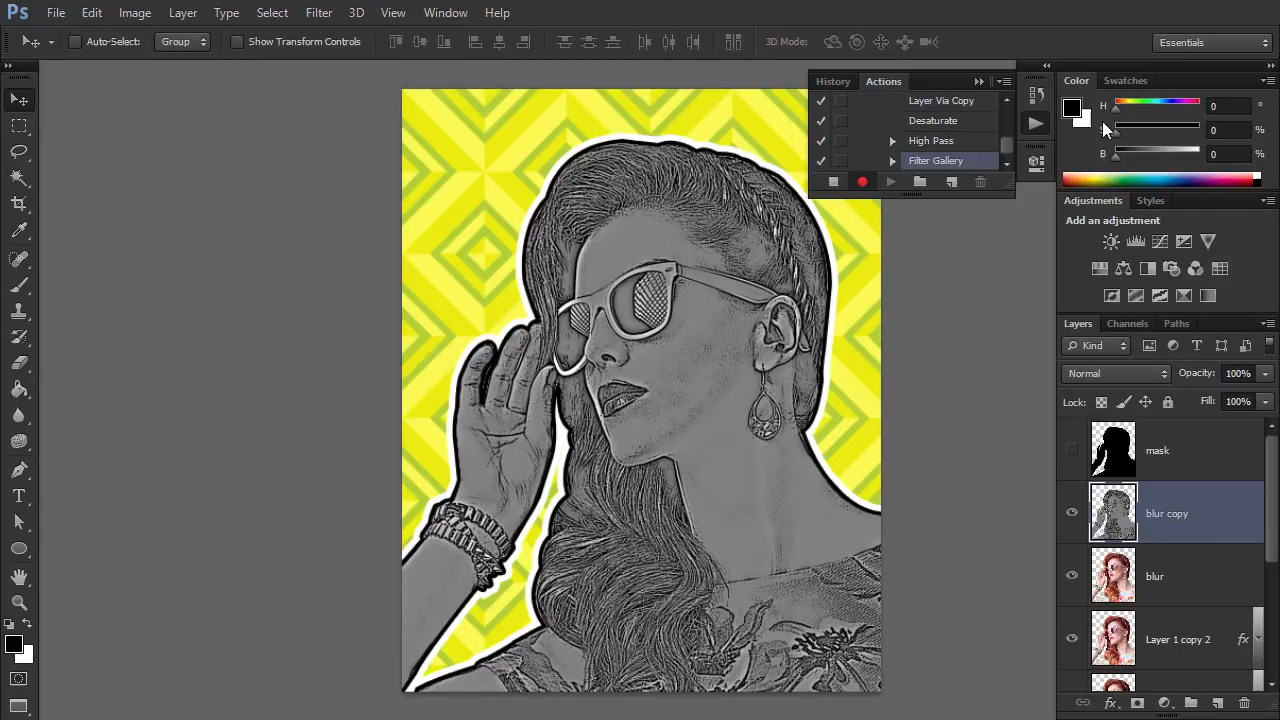 Ps File Edit Image Layer Type Select Filter 3D View Window Help
Auto-Select: Group Show Transform Controls 3D Mode: Essentials
History Actions
Color Swatches
Layer Via Copy
H 0 °
Desaturate
0 %
High Pass
B 0 %
Filter Gallery
Adjustments Styles
Add an adjustment
Layers Channels Paths
Kind
Normal Opacity: 100%
Lock: Fill: 100%
mask
blur copy
blur
Layer 1 copy 2 fx
T
fx